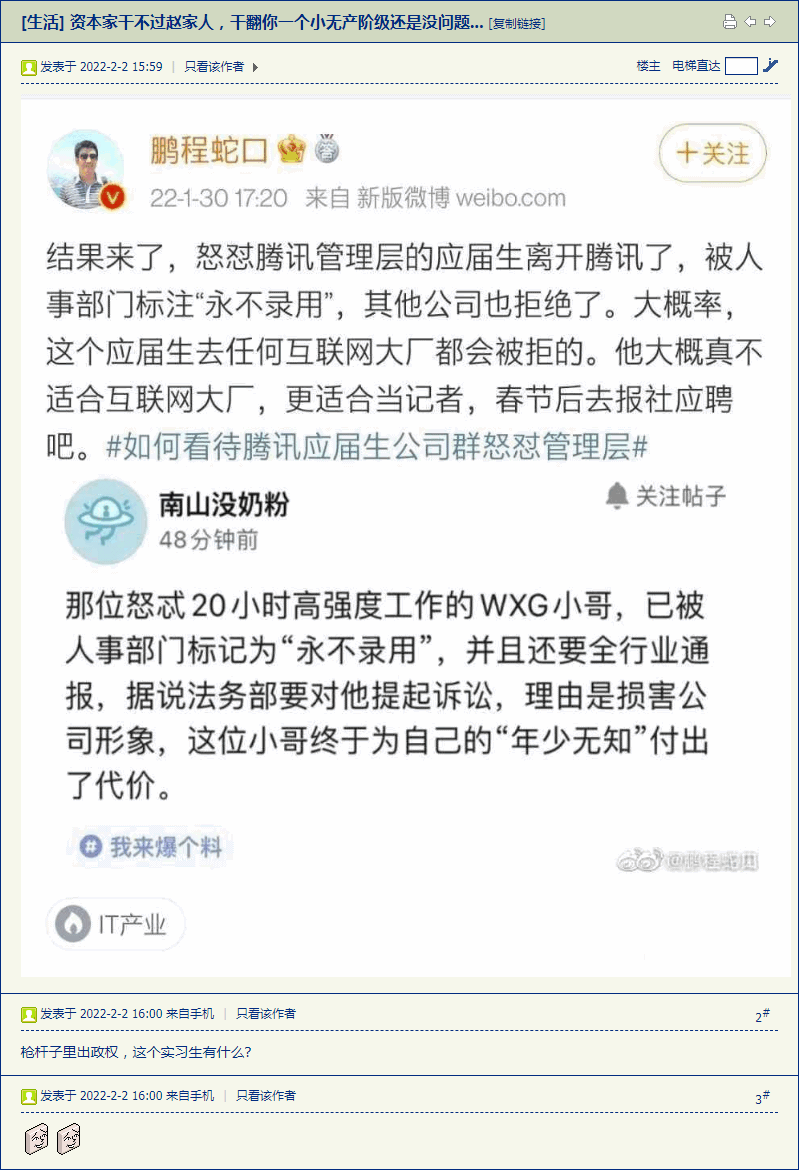 [生活] 资本家干不过赵家人，干翻你一个小无产阶级还是没问题... [复制链接]
发表于 2022-2-2 15:59 | 只看该作者
楼主 电梯直达
鹏程蛇口
22-1-30 17:20 来自 新版微博 weibo.com
+关注
结果来了，怒怼腾讯管理层的应届生离开腾讯了，被人
事部门标注“永不录用”，其他公司也拒绝了。大概率，
这个应届生去任何互联网大厂都会被拒的。他大概真不
适合互联网大厂，更适合当记者，春节后去报社应聘
吧。#如何看待腾讯应届生公司群怒怼管理层#
南山没奶粉
48分钟前
关注帖子
那位怒忒20小时高强度工作的WXG小哥，已被
人事部门标记为“永不录用”，并且还要全行业通
报，据说法务部要对他提起诉讼，理由是损害公
司形象，这位小哥终于为自己的“年少无知”付出
了代价。
# 我来爆个料
@鹏程蛇口
IT产业
发表于 2022-2-2 16:00 来自手机 | 只看该作者
2#
枪杆子里出政权，这个实习生有什么?
发表于 2022-2-2 16:00 来自手机 | 只看该作者
3#